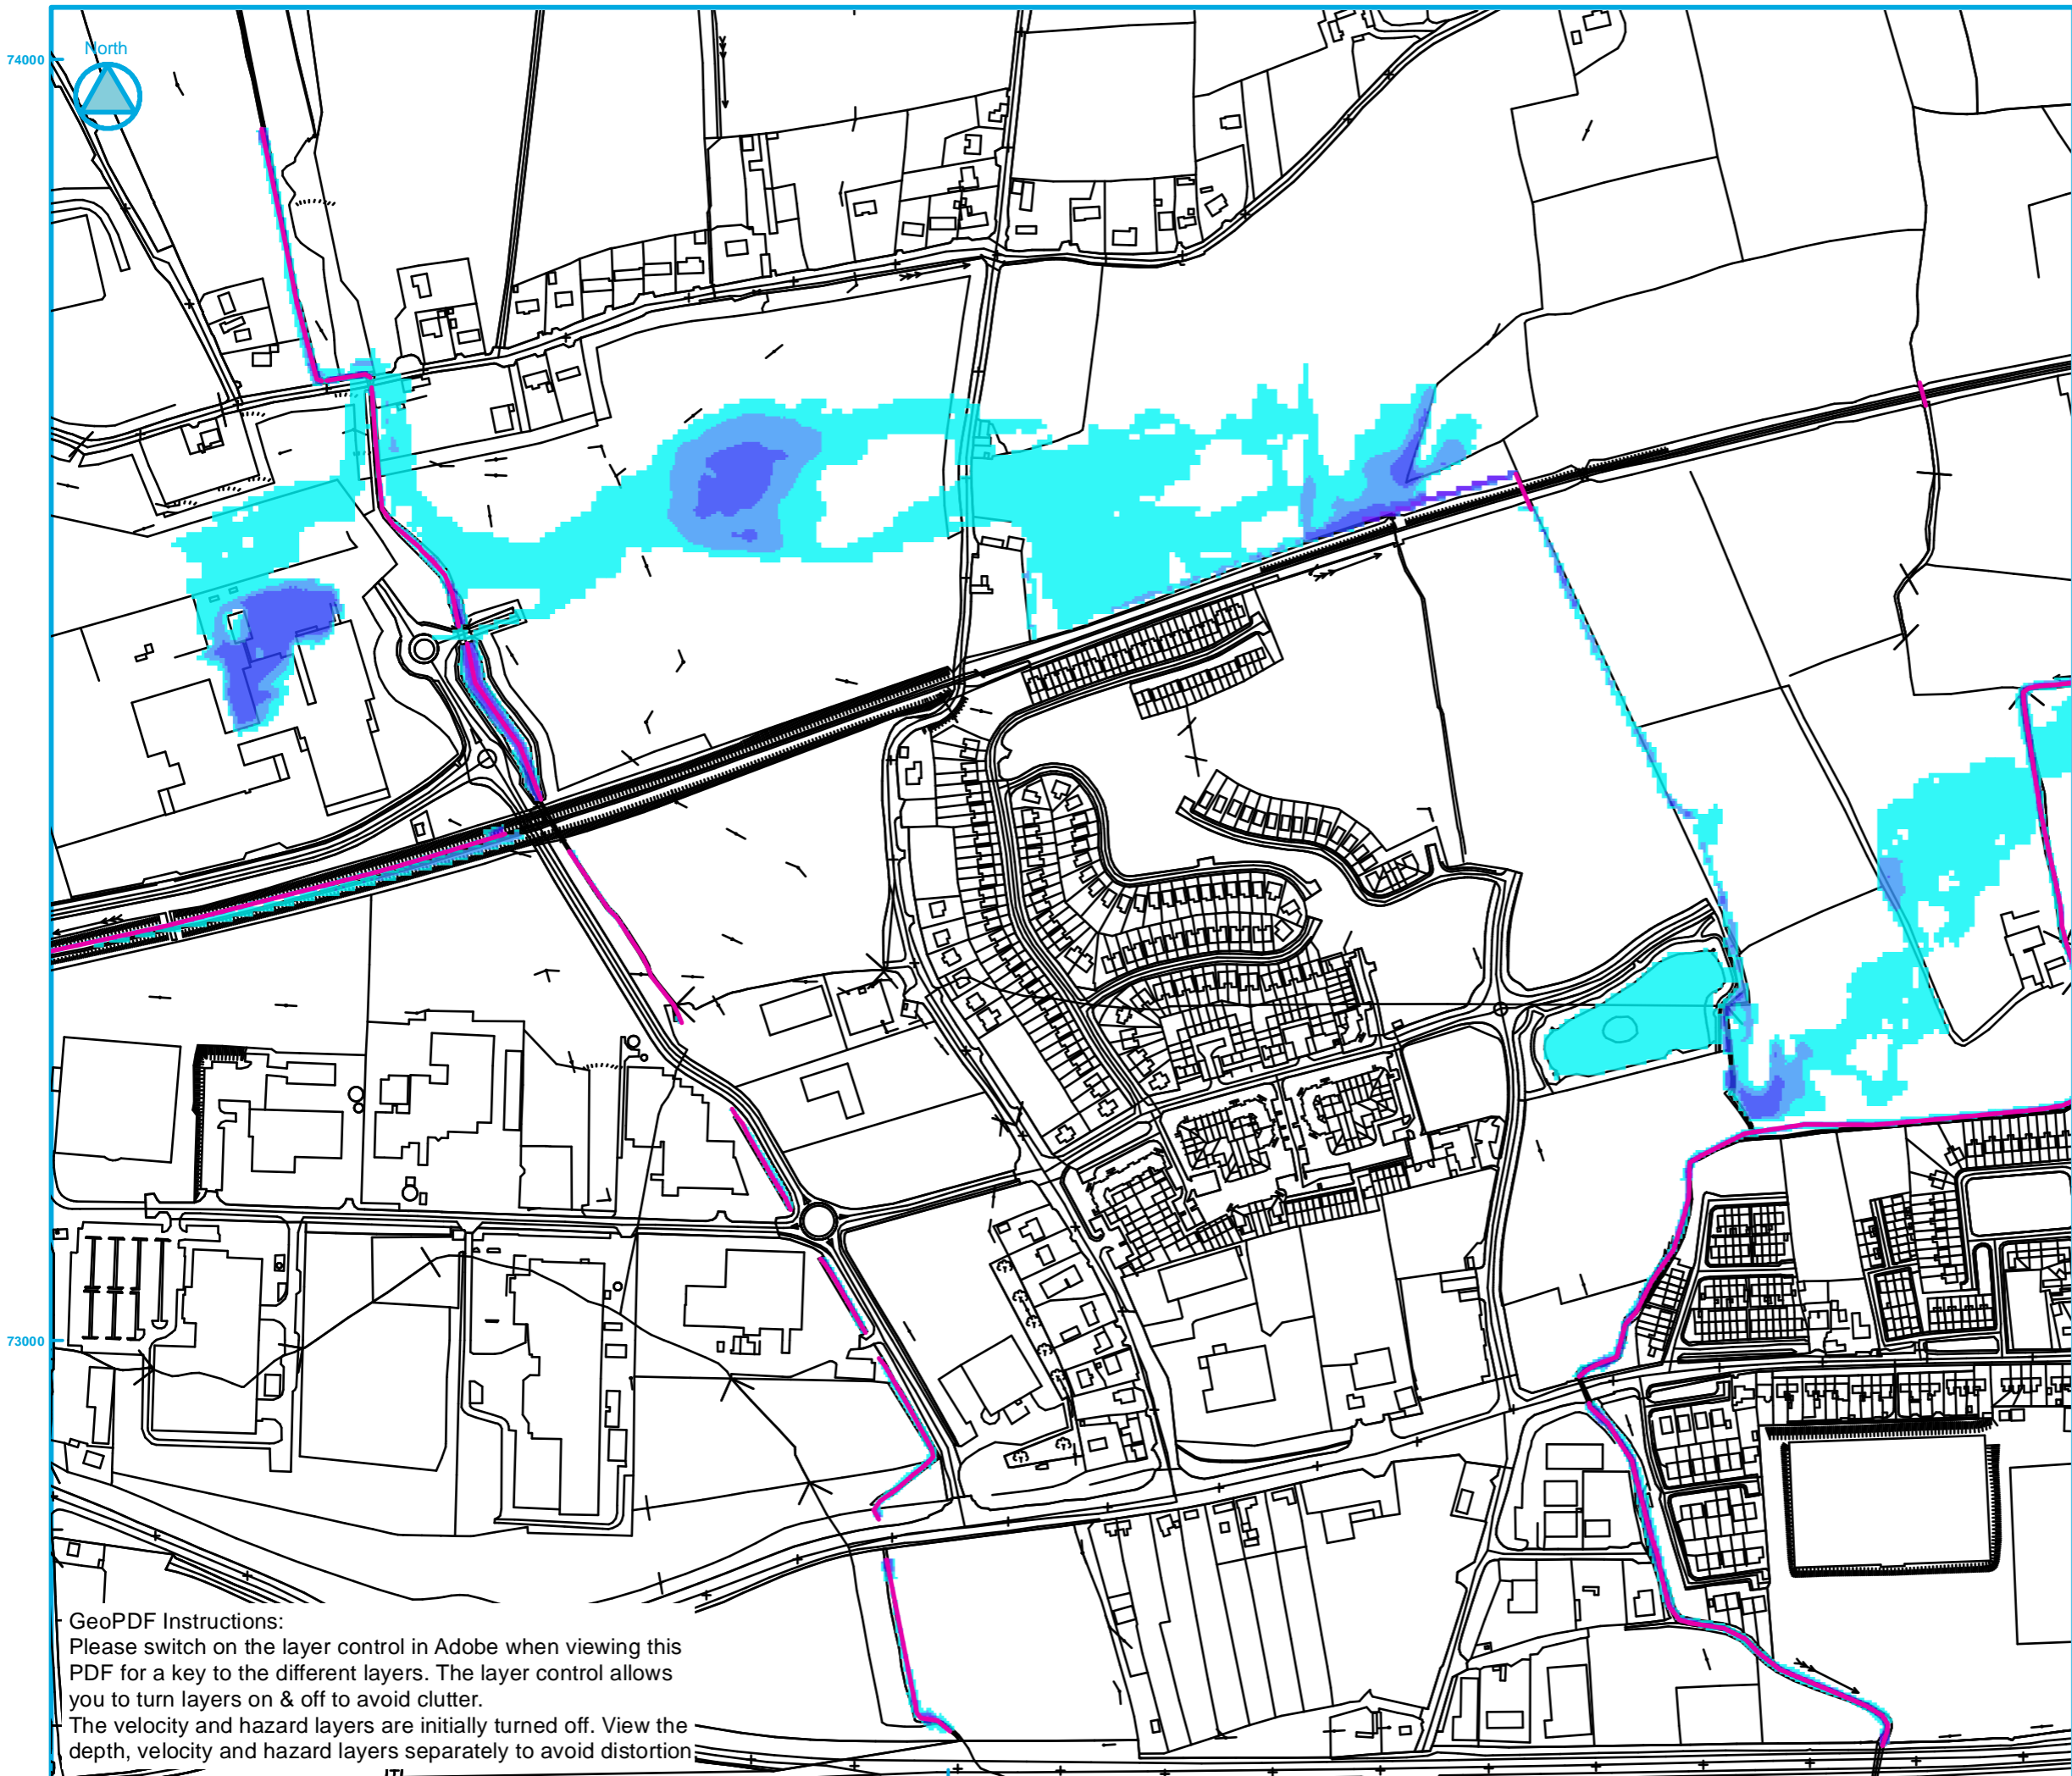 North
74000
73000
GeoPDF Instructions:
Please switch on the layer control in Adobe when viewing this
PDF for a key to the different layers. The layer control allows
you to turn layers on & off to avoid clutter.
The velocity and hazard layers are initially turned off. View the
depth, velocity and hazard layers separately to avoid distortion